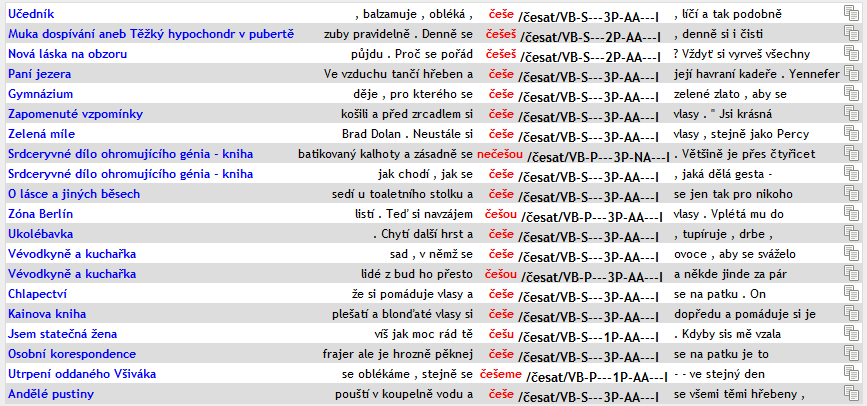 Učedník , balzamuje , obléká , češe /česat/VB-S---3P-AA---I , líčí a tak podobně
Muka dospívání aneb Těžký hypochondr v pubertě zuby pravidelně . Denně se češeš /česat/VB-S---2P-AA---I , denně si i čisti
Nová láska na obzoru půjdu . Proč se pořád češeš /česat/VB-S---2P-AA---I ? Vždyť si vyrveš všechny
Paní jezera Ve vzduchu tančí hřeben a češe /česat/VB-S---3P-AA---I její havraní kadeře . Yennefer
Gymnázium děje , pro kterého se češe /česat/VB-S---3P-AA---I zelené zlato , aby se
Zapomenuté vzpomínky košili a před zrcadlem si češe /česat/VB-S---3P-AA---I vlasy . " Jsi krásná
Zelená míle Brad Dolan . Neustále si češe /česat/VB-S---3P-AA---I vlasy , stejně jako Percy
Srdceryvné dílo ohromujícího génia - kniha batikovaný kalhoty a zásadně se nečešou /česat/VB-P---3P-NA---I . Většině je přes čtyřicet
Srdceryvné dílo ohromujícího génia - kniha jak chodí , jak se češe /česat/VB-S---3P-AA---I , jaká dělá gesta -
O lásce a jiných běsech sedí u toaletního stolku a češe /česat/VB-S---3P-AA---I se jen tak pro nikoho
Zóna Berlín listí . Teď si navzájem češou /česat/VB-P---3P-AA---I vlasy . Vplétá mu do
Ukolébavka . Chytí další hrst a češe /česat/VB-S---3P-AA---I , tupíruje , drbe ,
Vévodkyně a kuchařka sad , v němž se češe /česat/VB-S---3P-AA---I ovoce , aby se sváželo
Vévodkyně a kuchařka lidé z bud ho přesto češou /česat/VB-P---3P-AA---I a někde jinde za pár
Chlapectví že si pomáduje vlasy a češe /česat/VB-S---3P-AA---I se na patku . On
Kainova kniha plešatí a blonďaté vlasy si češe /česat/VB-S---3P-AA---I dopředu a pomáduje si je
Jsem statečná žena víš jak moc rád tě češu /česat/VB-S---1P-AA---I . Kdyby sis mě vzala
Osobní korespondence frajer ale je hrozně pěknej češe /česat/VB-S---3P-AA---I se na patku je to
Utrpení oddaného Všiváka se oblékáme , stejně se češeme /česat/VB-P---1P-AA---I - - ve stejný den
Andělé pustiny pouští v koupelně vodu a češe /česat/VB-S---3P-AA---I se všemi těmi hřebeny ,